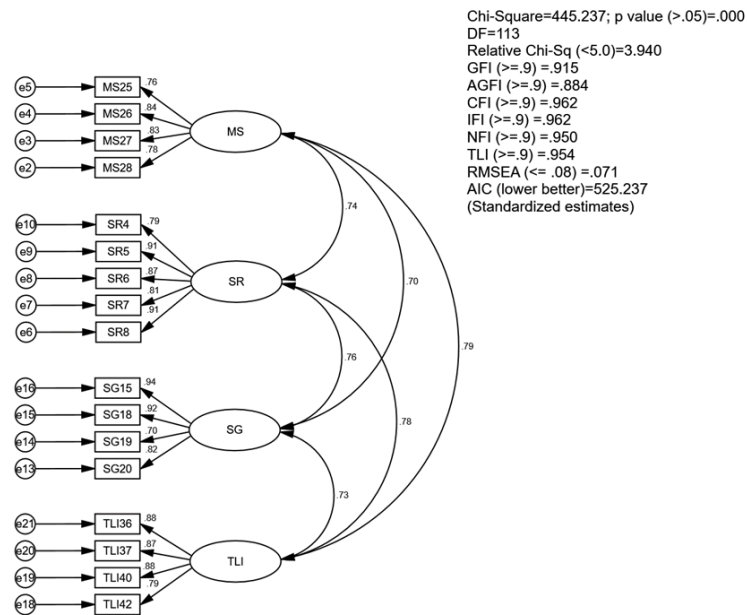 Chi-Square=445.237; p value (>.05)=.000
DF=113
Relative Chi-Sq (<5.0)=3.940
GFI (>=.9) =.915
AGFI (>=.9) =.884
CFI (>=.9) =.962
IFI (>=.9) =.962
NFI (>=.9) =.950
TLI (>=.9) =.954
RMSEA (<= .08) =.071
AIC (lower better)=525.237
(Standardized estimates)
e5 MS25 .76
e4 MS26 .84
e3 MS27 .83
e2 MS28 .78
MS
e10 SR4 .79
e9 SR5 .91
e8 SR6 .87
e7 SR7 .81
e6 SR8 .91
SR
e16 SG15 .94
e15 SG18 .92
e14 SG19 .70
e13 SG20 .82
SG
e21 TLI36 .88
e20 TLI37 .87
e19 TLI40 .88
e18 TLI42 .79
TLI
.74
.70
.79
.76
.78
.73